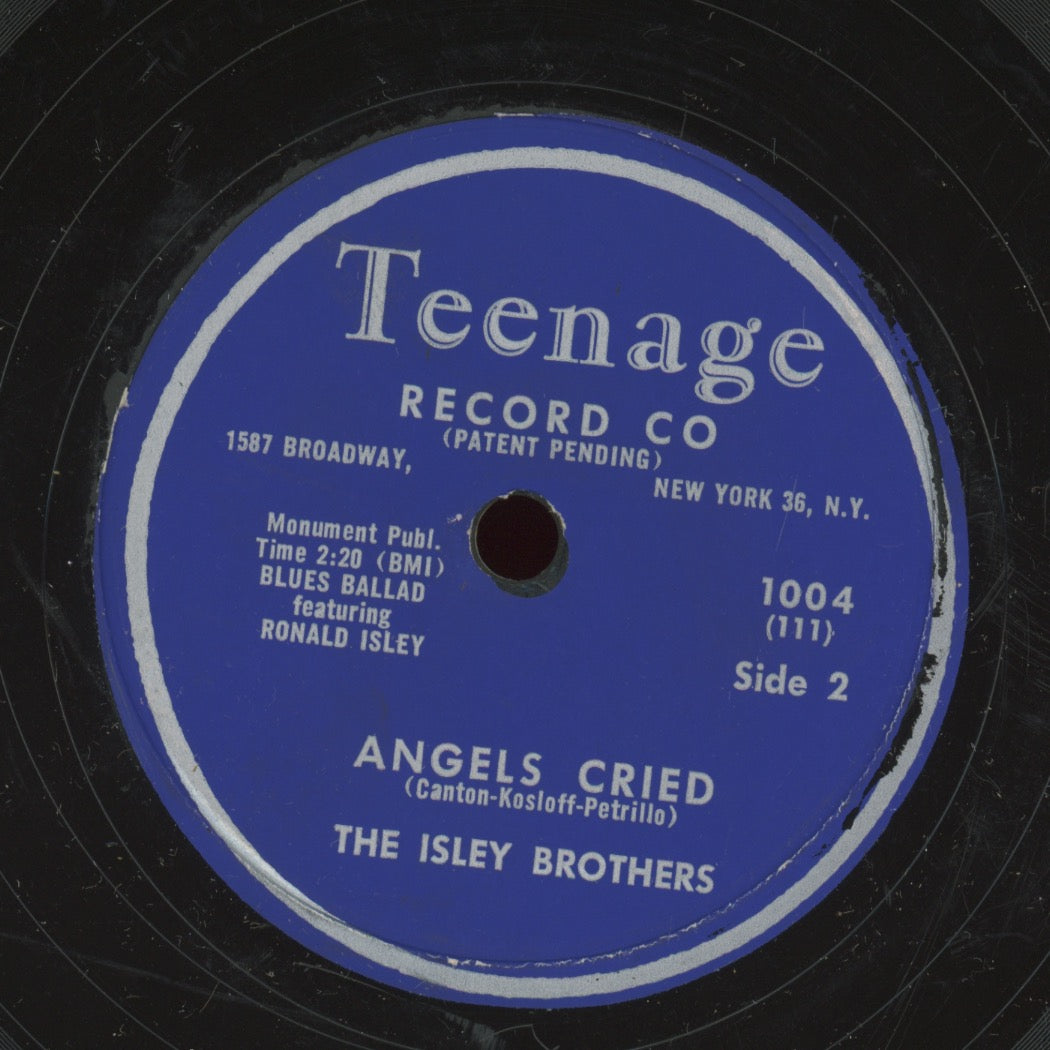 Teenage
RECORD CO
(PATENT PENDING)
1587 BROADWAY,
NEW YORK 36, N.Y.
Monument Publ.
Time 2:20 (BMI)
BLUES BALLAD
featuring
RONALD ISLEY
1004
(111)
Side 2
ANGELS CRIED
(Canton-Kosloff-Petrillo)
THE ISLEY BROTHERS